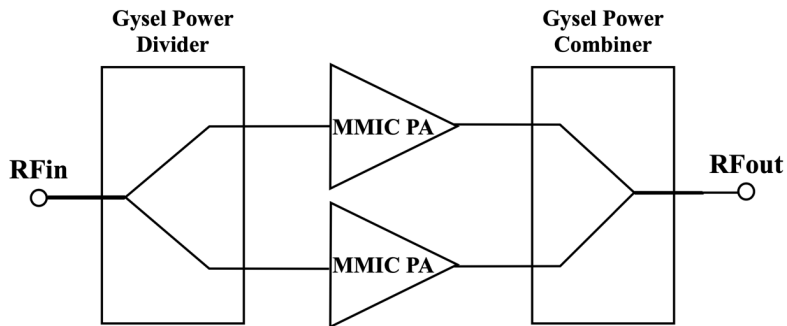 Gysel Power
Divider
Gysel Power
Combiner
MMIC PA
RFin
RFout
MMIC PA